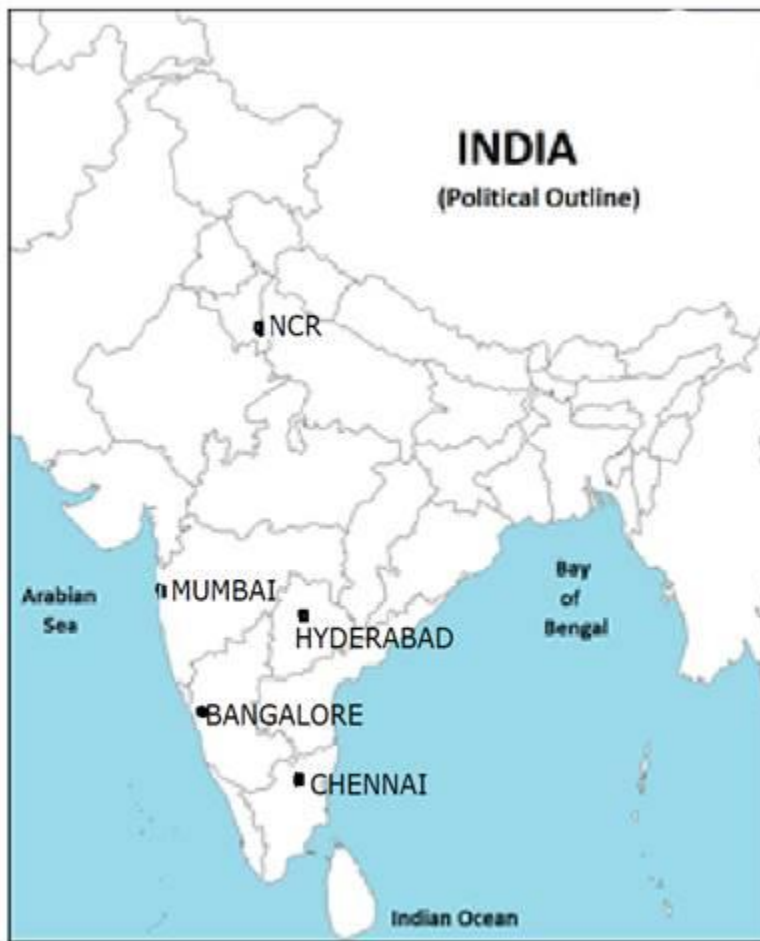 INDIA
(Political Outline)
NCR
Arabian
Sea
MUMBAI
Bay
of
Bengal
HYDERABAD
BANGALORE
CHENNAI
Indian Ocean